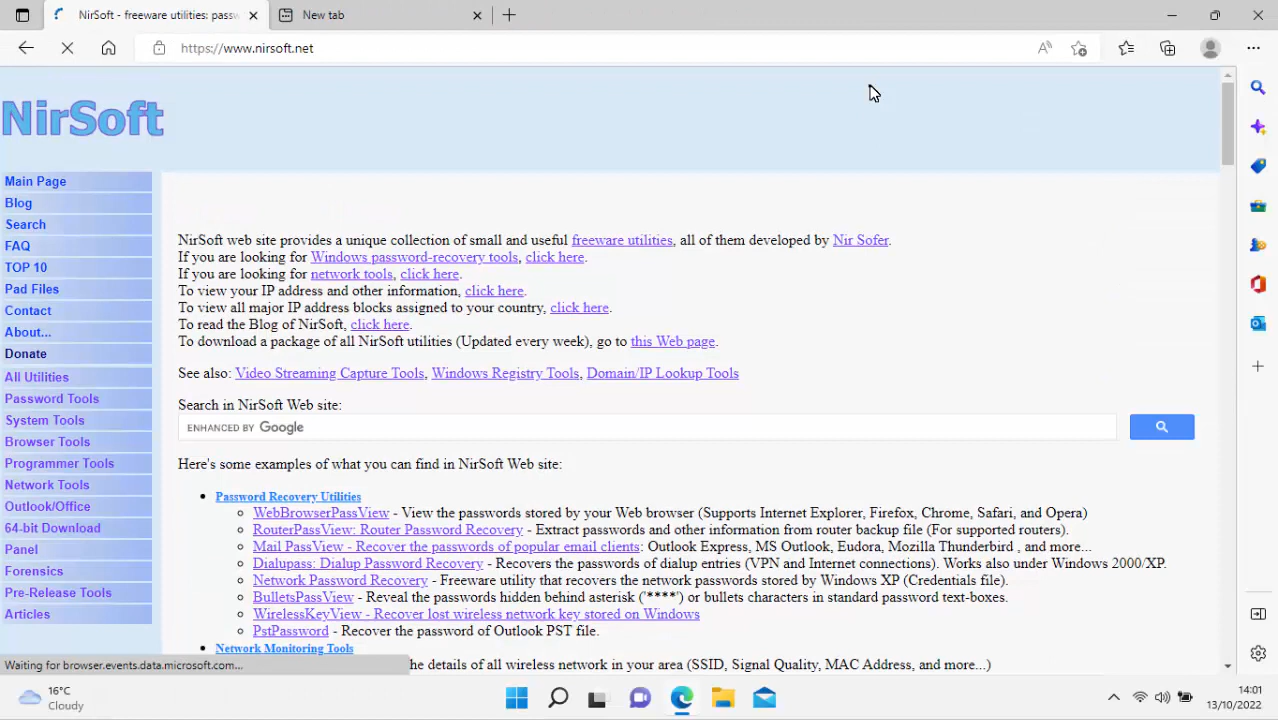 NirSoft - freeware utilities: passw
New tab
https://www.nirsoft.net
NirSoft
Main Page
Blog
Search
FAQ
TOP 10
Pad Files
Contact
About...
Donate
All Utilities
Password Tools
System Tools
Browser Tools
Programmer Tools
Network Tools
Outlook/Office
64-bit Download
Panel
Forensics
Pre-Release Tools
Articles
NirSoft web site provides a unique collection of small and useful freeware utilities, all of them developed by Nir Sofer.
If you are looking for Windows password-recovery tools, click here.
If you are looking for network tools, click here.
To view your IP address and other information, click here.
To view all major IP address blocks assigned to your country, click here.
To read the Blog of NirSoft, click here.
To download a package of all NirSoft utilities (Updated every week), go to this Web page.
See also: Video Streaming Capture Tools, Windows Registry Tools, Domain/IP Lookup Tools
Search in NirSoft Web site:
ENHANCED BY Google
Here's some examples of what you can find in NirSoft Web site:
Password Recovery Utilities
WebBrowserPassView - View the passwords stored by your Web browser (Supports Internet Explorer, Firefox, Chrome, Safari, and Opera)
RouterPassView: Router Password Recovery - Extract passwords and other information from router backup file (For supported routers).
Mail PassView - Recover the passwords of popular email clients: Outlook Express, MS Outlook, Eudora, Mozilla Thunderbird , and more...
Dialupass: Dialup Password Recovery - Recovers the passwords of dialup entries (VPN and Internet connections). Works also under Windows 2000/XP.
Network Password Recovery - Freeware utility that recovers the network passwords stored by Windows XP (Credentials file).
BulletsPassView - Reveal the passwords hidden behind asterisk ('****') or bullets characters in standard password text-boxes.
WirelessKeyView - Recover lost wireless network key stored on Windows
PstPassword - Recover the password of Outlook PST file.
Network Monitoring Tools
he details of all wireless network in your area (SSID, Signal Quality, MAC Address, and more...)
Waiting for browser.events.data.microsoft.com...
16°C
Cloudy
14:01
13/10/2022